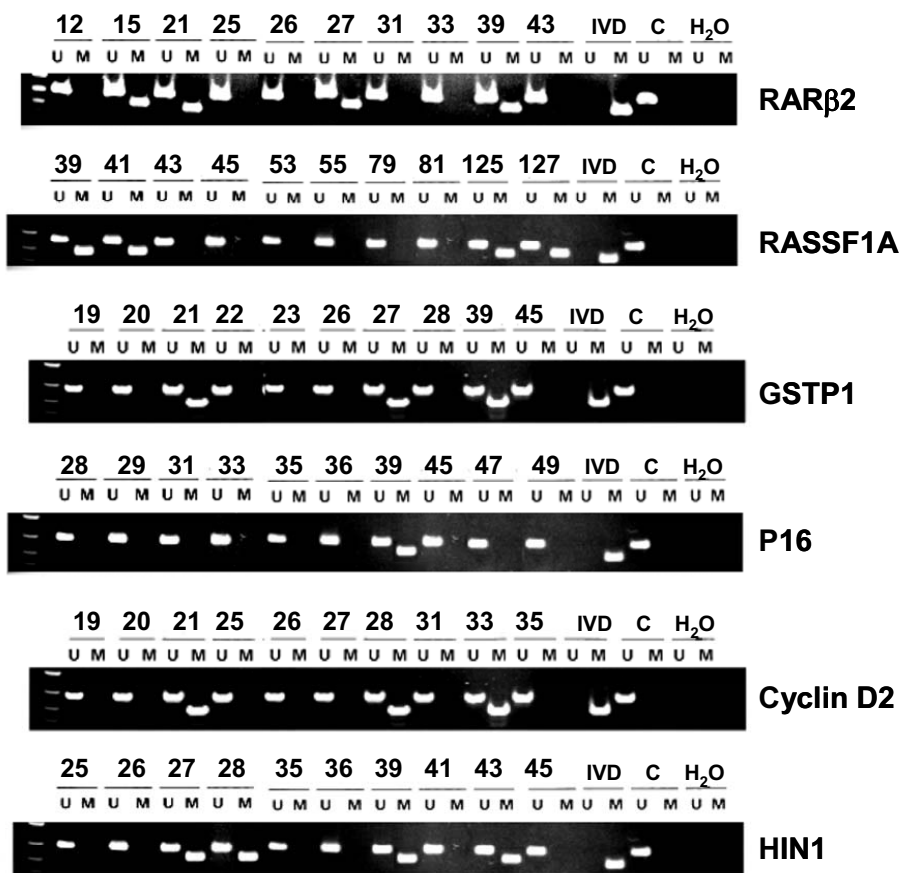 12 15 21 25 26 27 31 33 39 43 IVD C H2O
U M U M U M U M U M U M U M U M U M U M U M U M U M
RARβ2
39 41 43 45 53 55 79 81 125 127 IVD C H2O
U M U M U M U M U M U M U M U M U M U M U M U M U M
RASSF1A
19 20 21 22 23 26 27 28 39 45 IVD C H2O
U M U M U M U M U M U M U M U M U M U M U M U M U M
GSTP1
28 29 31 33 35 36 39 45 47 49 IVD C H2O
U M U M U M U M U M U M U M U M U M U M U M U M U M
P16
19 20 21 25 26 27 28 31 33 35 IVD C H2O
U M U M U M U M U M U M U M U M U M U M U M U M U M
Cyclin D2
25 26 27 28 35 36 39 41 43 45 IVD C H2O
U M U M U M U M U M U M U M U M U M U M U M U M U M
HIN1